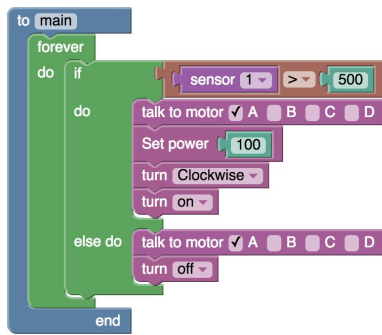 to main
forever
do if sensor 1 > 500
do talk to motor ✓ A B C D
Set power 100
turn Clockwise
turn on
else do talk to motor ✓ A B C D
turn off
end